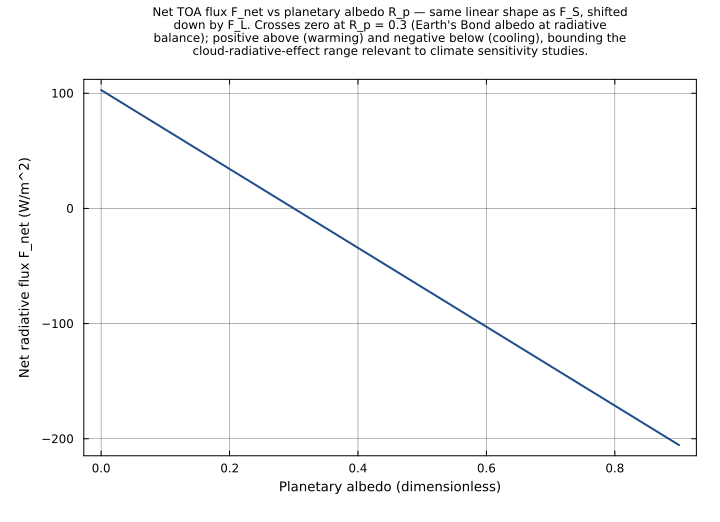 Net TOA flux F_net vs planetary albedo R_p — same linear shape as F_S, shifted
down by F_L. Crosses zero at R_p = 0.3 (Earth's Bond albedo at radiative
balance); positive above (warming) and negative below (cooling), bounding the
cloud-radiative-effect range relevant to climate sensitivity studies.
Net radiative flux F_net (W/m^2)
100
0
−100
−200
0.0
0.2
0.4
0.6
0.8
Planetary albedo (dimensionless)